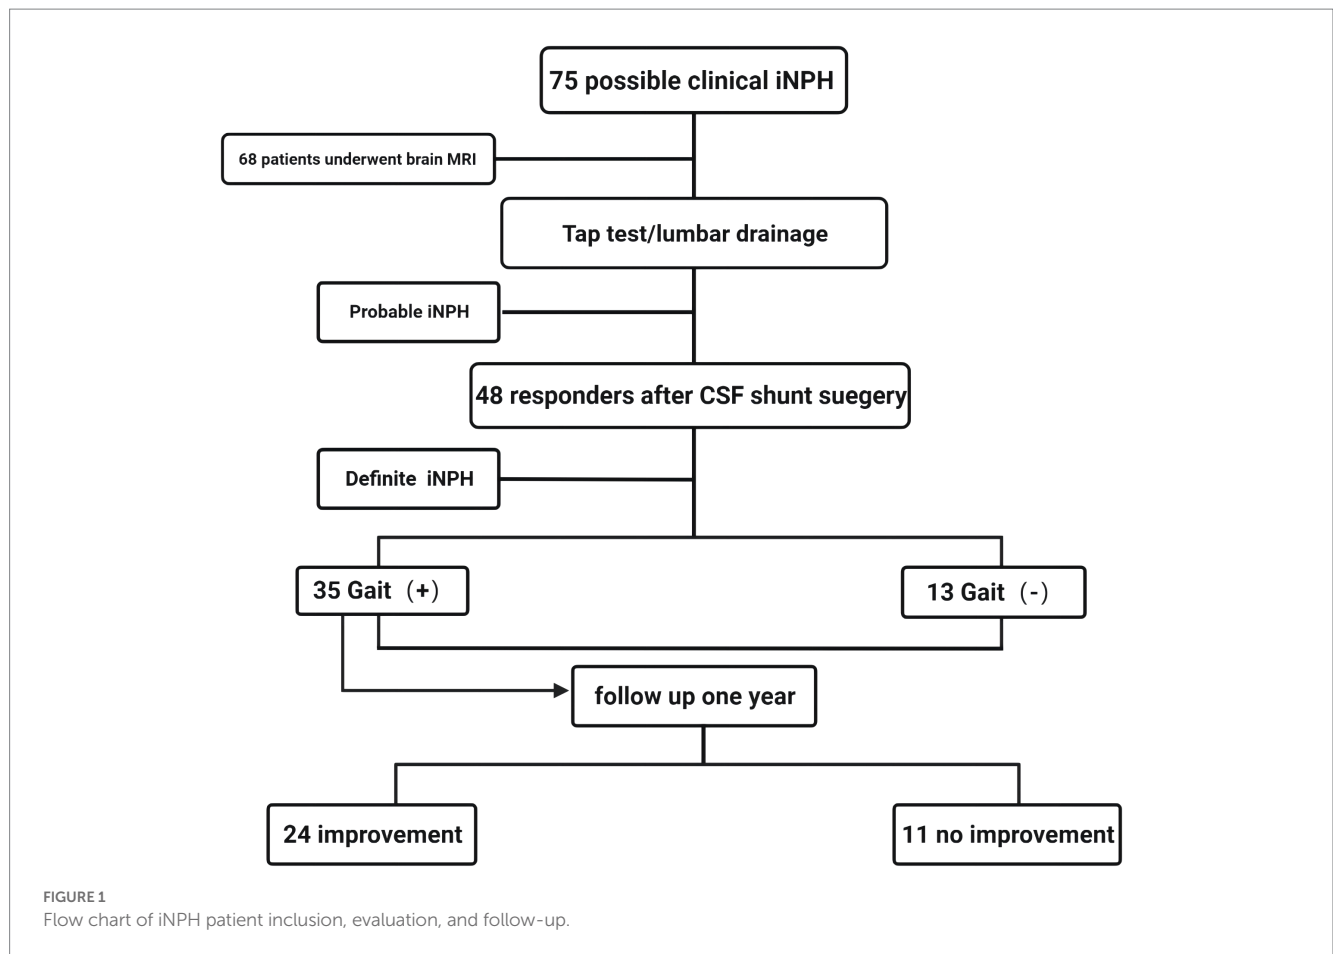 75 possible clinical iNPH
68 patients underwent brain MRI
Tap test/lumbar drainage
Probable iNPH
48 responders after CSF shunt suegery
Definite iNPH
35 Gait (+)
13 Gait (-)
follow up one year
24 improvement
11 no improvement
FIGURE 1
Flow chart of iNPH patient inclusion, evaluation, and follow-up.